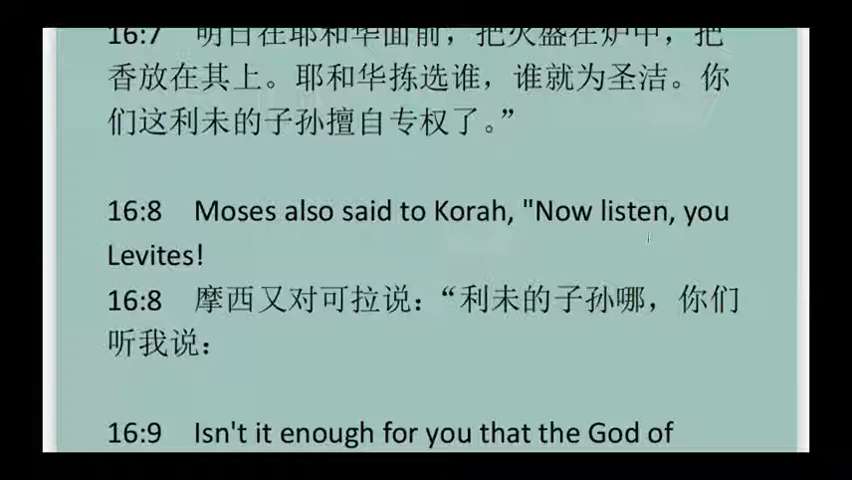 16:7 明日在耶和华面前，把火盛在炉中，把
香放在其上。耶和华拣选谁，谁就为圣洁。你
们这利未的子孙擅自专权了。”
16:8 Moses also said to Korah, "Now listen, you
Levites!
16:8 摩西又对可拉说：“利未的子孙哪，你们
听我说：
16:9 Isn't it enough for you that the God of